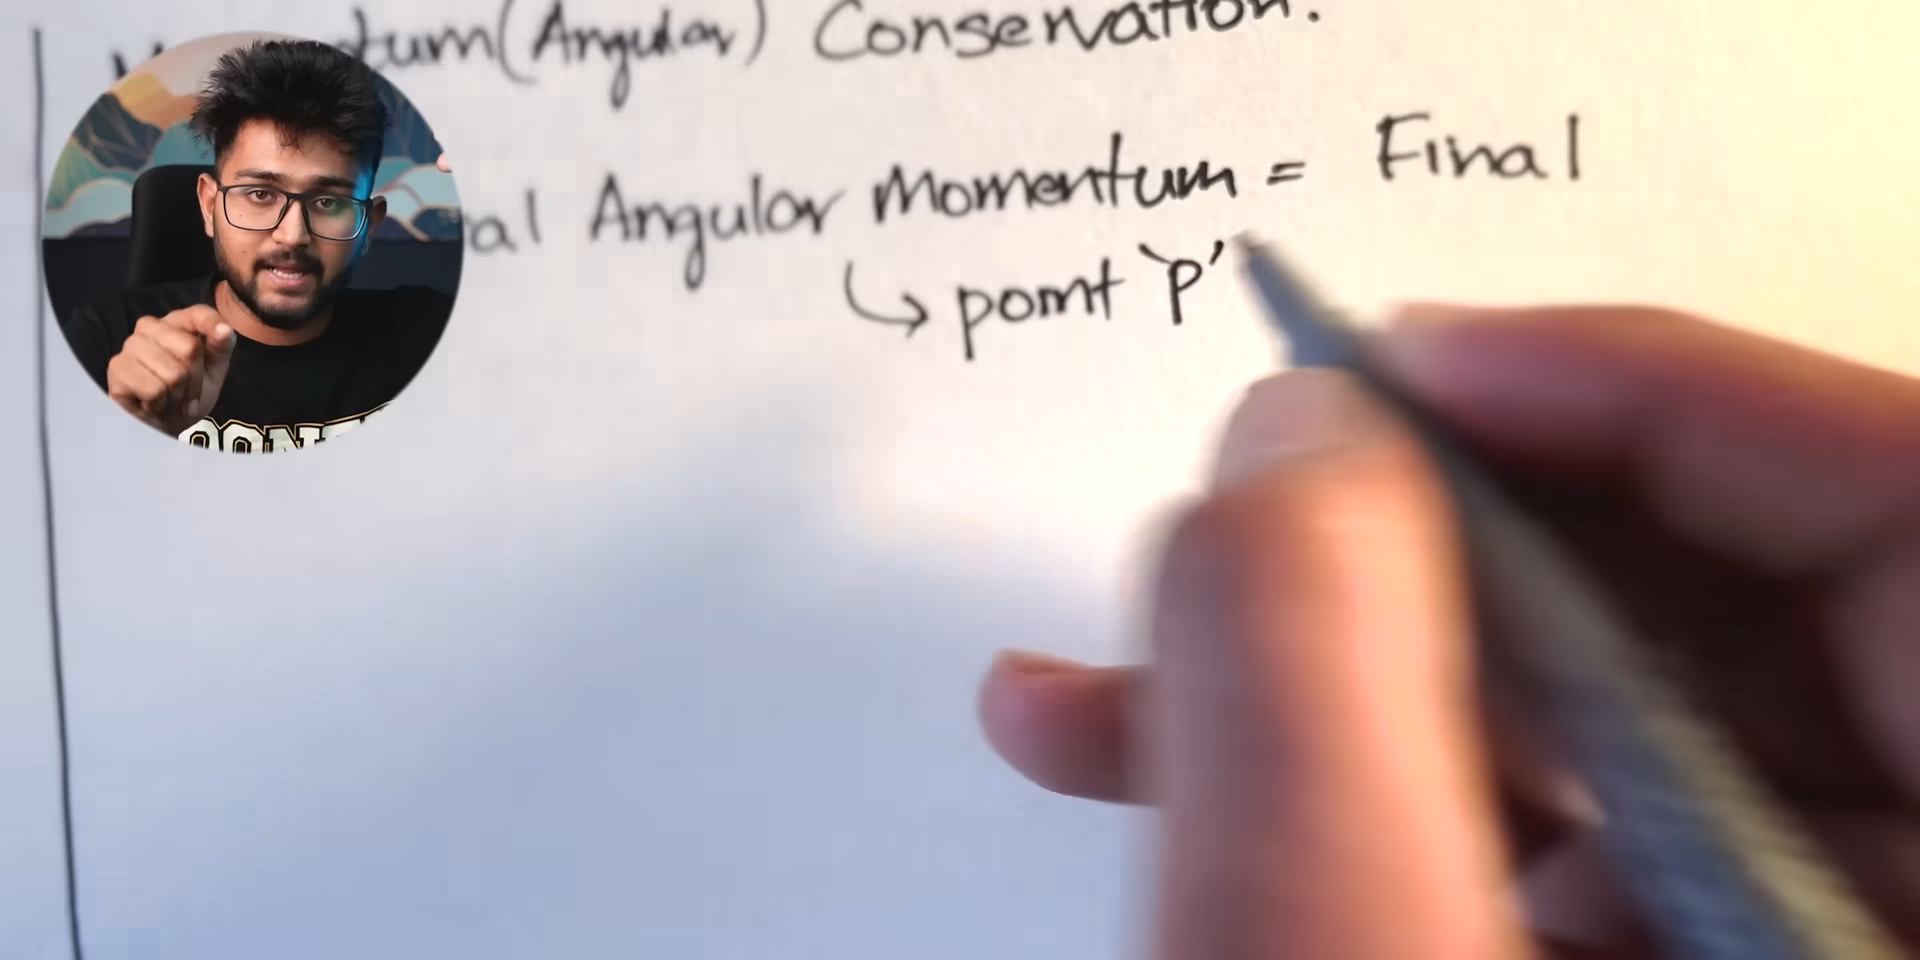 tum(Angular) Conservation.
al Angular Momentum = Final
↳ point 'p'